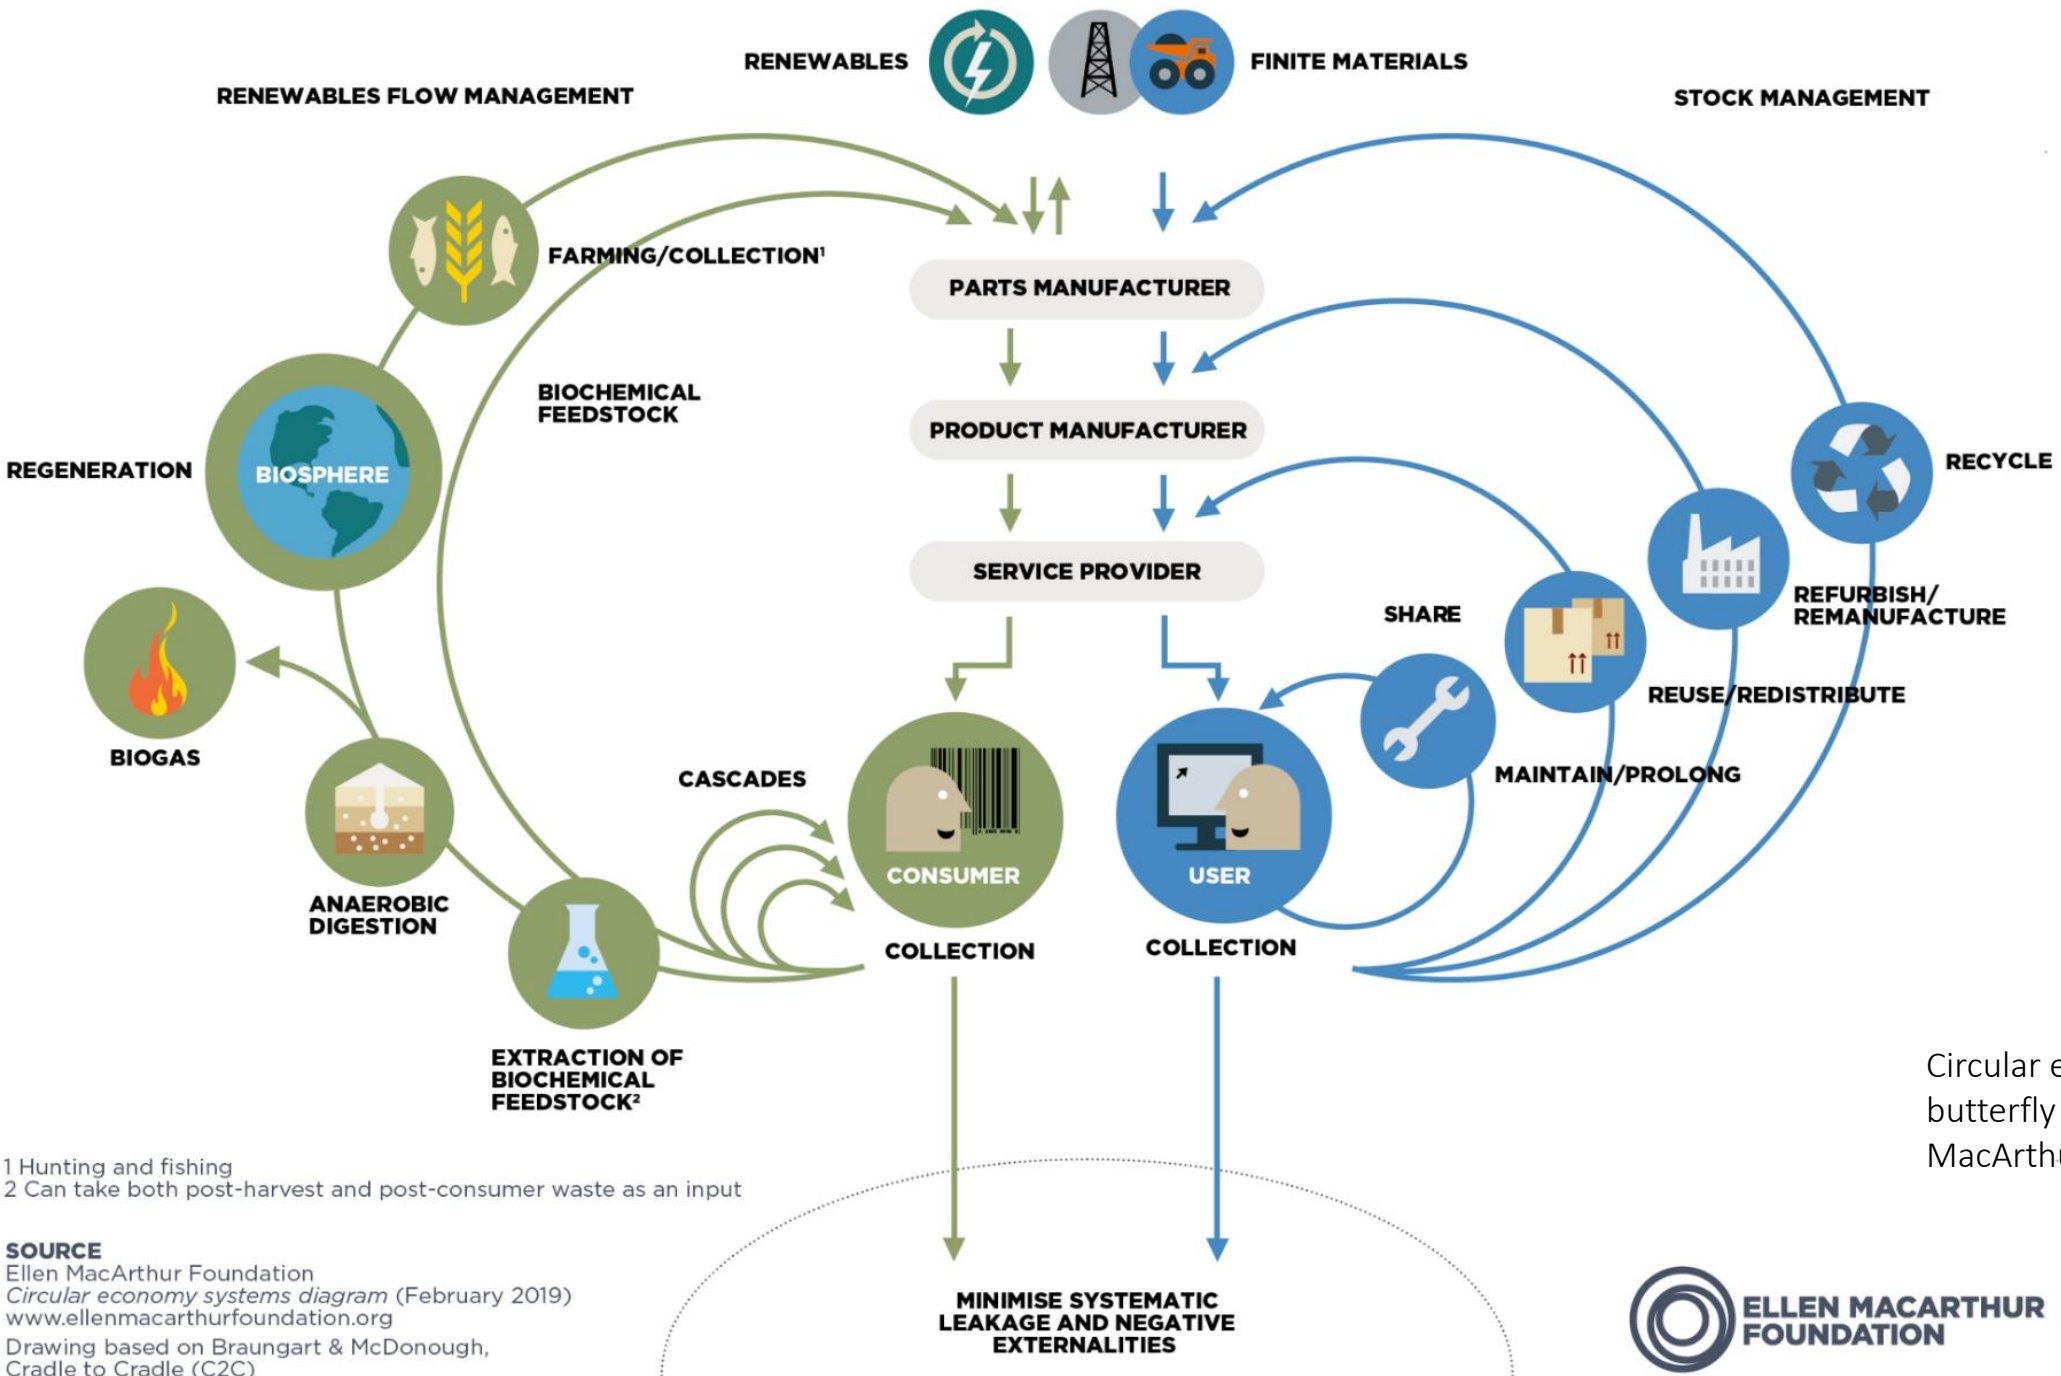 RENEWABLES
FINITE MATERIALS
RENEWABLES FLOW MANAGEMENT
STOCK MANAGEMENT
FARMING/COLLECTION¹
PARTS MANUFACTURER
BIOCHEMICAL
FEEDSTOCK
PRODUCT MANUFACTURER
REGENERATION
BIOSPHERE
RECYCLE
SERVICE PROVIDER
SHARE
REFURBISH/
REMANUFACTURE
REUSE/REDISTRIBUTE
BIOGAS
CASCADES
MAINTAIN/PROLONG
CONSUMER
USER
ANAEROBIC
DIGESTION
COLLECTION
COLLECTION
EXTRACTION OF
BIOCHEMICAL
FEEDSTOCK²
Circular
butterfly
1 Hunting and fishing
2 Can take both post-harvest and post-consumer waste as an input
SOURCE
Ellen MacArthur Foundation
Circular economy systems diagram (February 2019)
www.ellenmacarthurfoundation.org
Drawing based on Braungart & McDonough,
Cradle to Cradle (C2C)
MINIMISE SYSTEMATIC
LEAKAGE AND NEGATIVE
EXTERNALITIES
ELLEN MACARTHUR
FOUNDATION